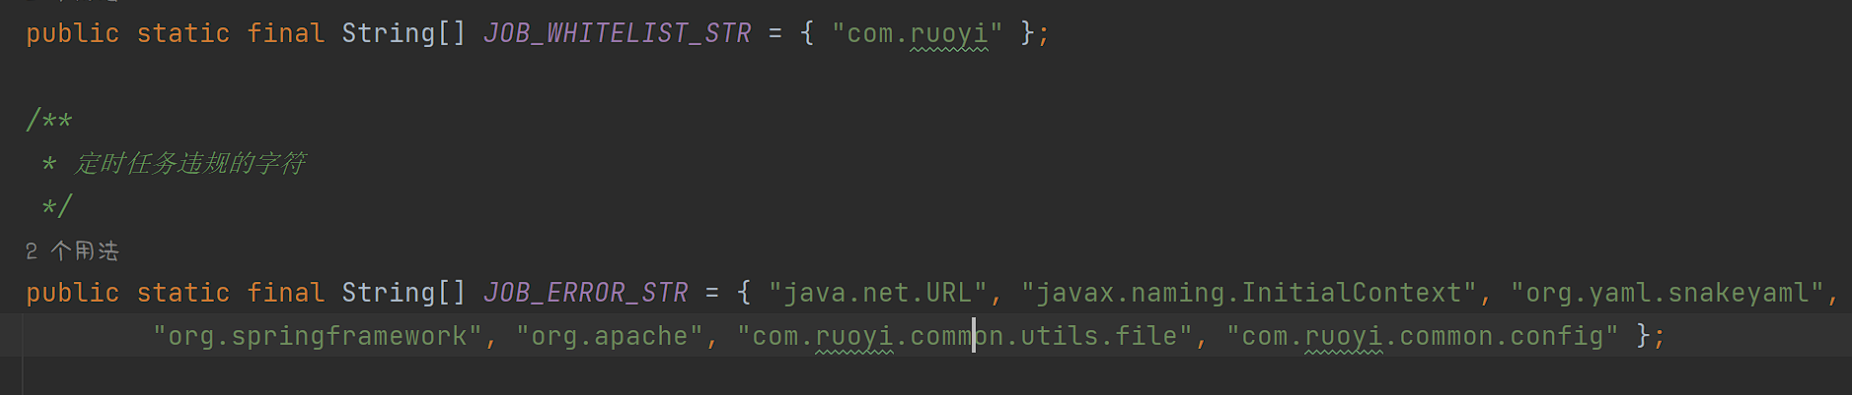 public static final String[] JOB_WHITELIST_STR = { "com.ruoyi" };
/**
* 定时任务违规的字符
*/
2 个用法
public static final String[] JOB_ERROR_STR = { "java.net.URL", "javax.naming.InitialContext", "org.yaml.snakeyaml",
"org.springframework", "org.apache", "com.ruoyi.common.utils.file", "com.ruoyi.common.config" };